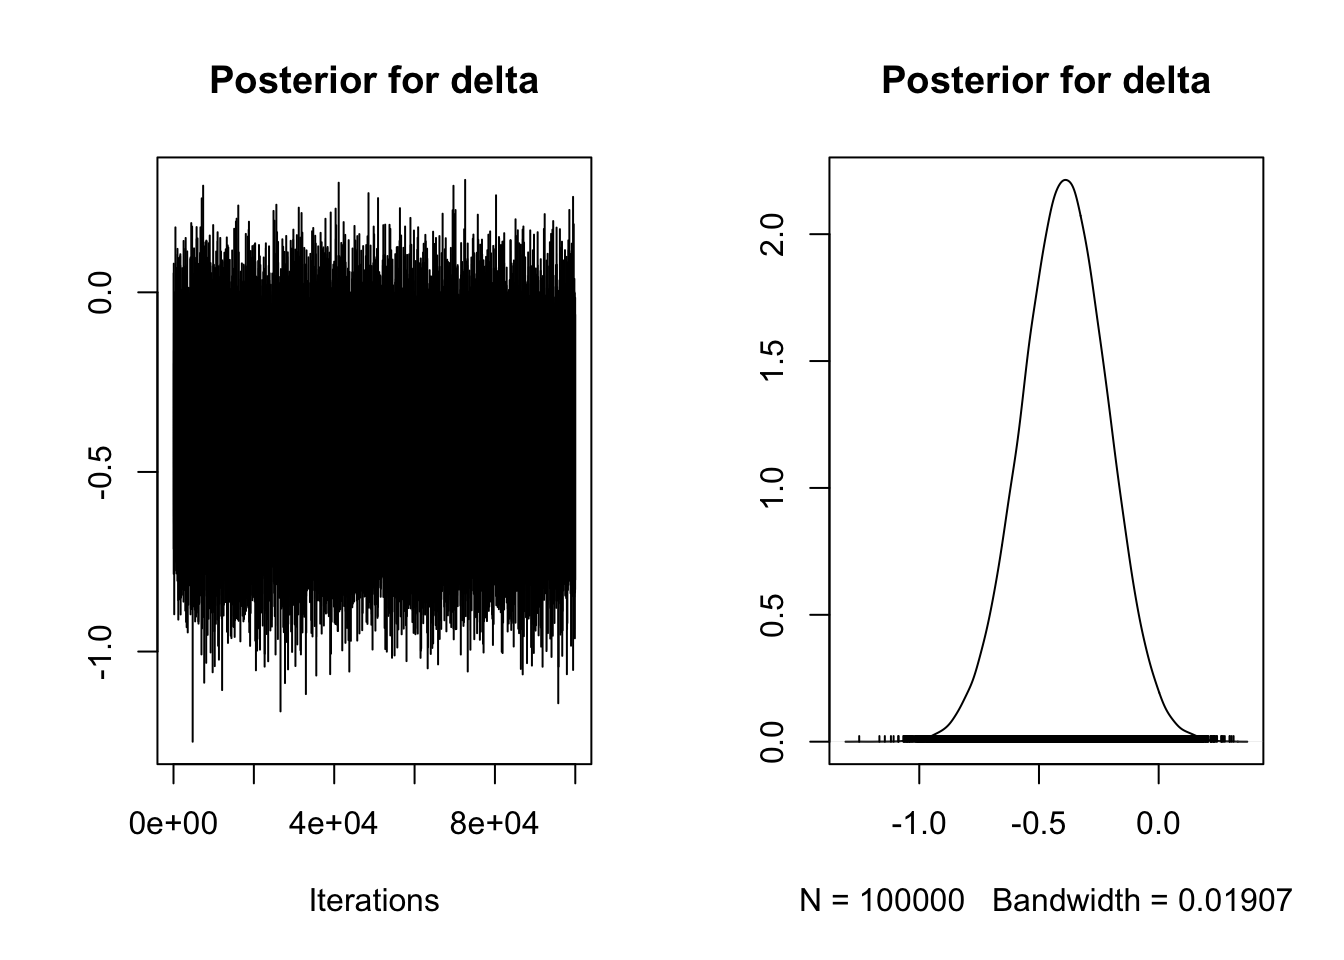 Posterior for delta
0.0
-0.5
-1.0
0e+00 4e+04 8e+04
Iterations
Posterior for delta
2.0
1.5
1.0
0.5
0.0
-1.0 -0.5 0.0
N = 100000 Bandwidth = 0.01907